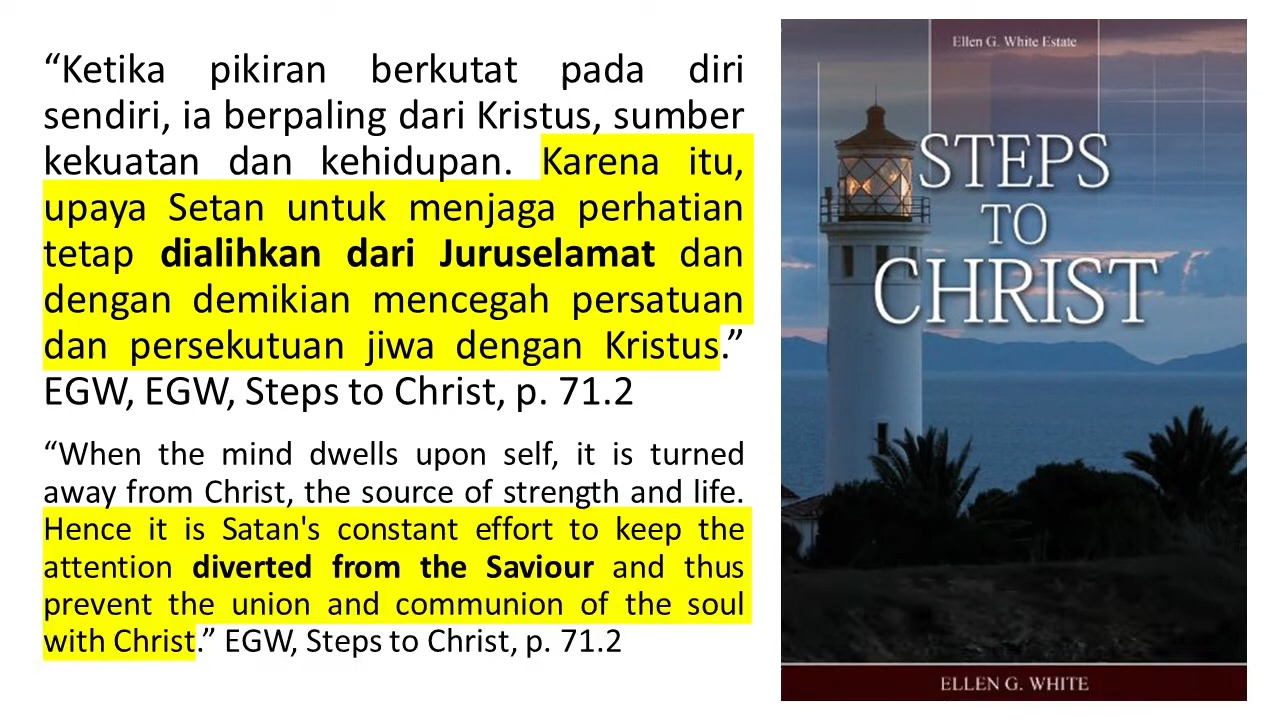 “Ketika pikiran berkutat pada diri
sendiri, ia berpaling dari Kristus, sumber
kekuatan dan kehidupan. Karena itu,
upaya Setan untuk menjaga perhatian
tetap dialihkan dari Juruselamat dan
dengan demikian mencegah persatuan
dan persekutuan jiwa dengan Kristus.”
EGW, EGW, Steps to Christ, p. 71.2
“When the mind dwells upon self, it is turned
away from Christ, the source of strength and life.
Hence it is Satan's constant effort to keep the
attention diverted from the Saviour and thus
prevent the union and communion of the soul
with Christ.” EGW, Steps to Christ, p. 71.2
Ellen G. White Estate
STEPS
TO
CHRIST
ELLEN G. WHITE